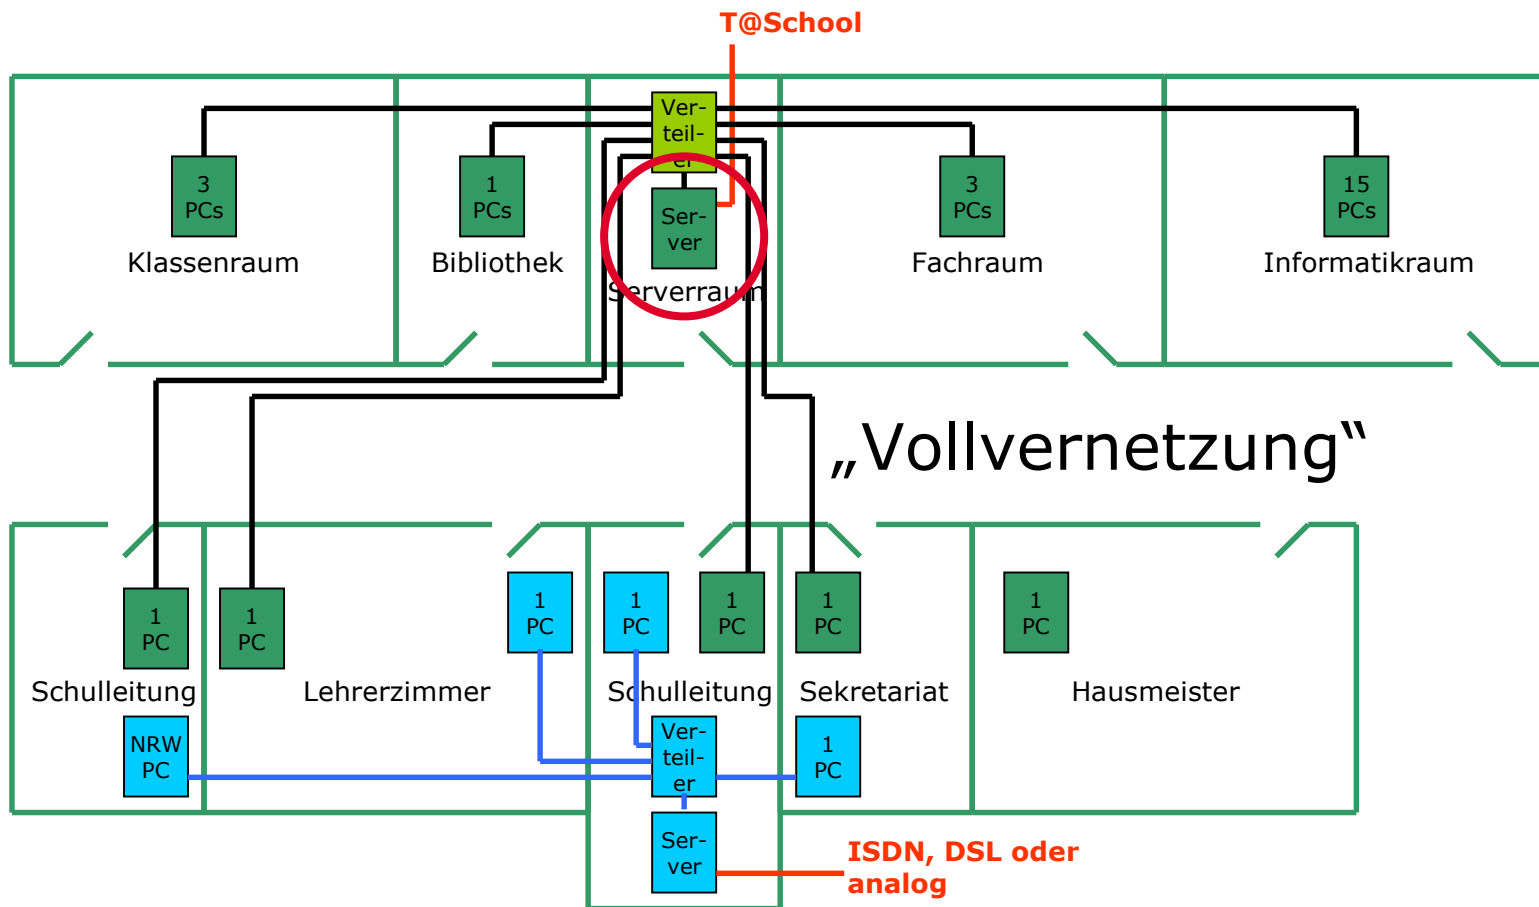 T@School
Ver-
teil-
er
3
PCs
1
PCs
Ser-
ver
3
PCs
15
PCs
Klassenraum
Bibliothek
Serverraum
Fachraum
Informatikraum
„Vollvernetzung“
1
PC
1
PC
1
PC
1
PC
1
PC
1
PC
1
PC
Schulleitung
Lehrerzimmer
Schulleitung
Sekretariat
Hausmeister
NRW
PC
Ver-
teil-
er
1
PC
Ser-
ver
ISDN, DSL oder
analog